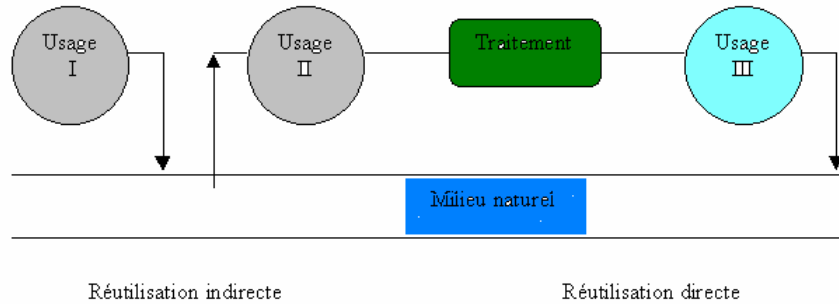 Usage
I
Usage
II
Traitement
Usage
III
Milieu naturel
Réutilisation indirecte
Réutilisation directe